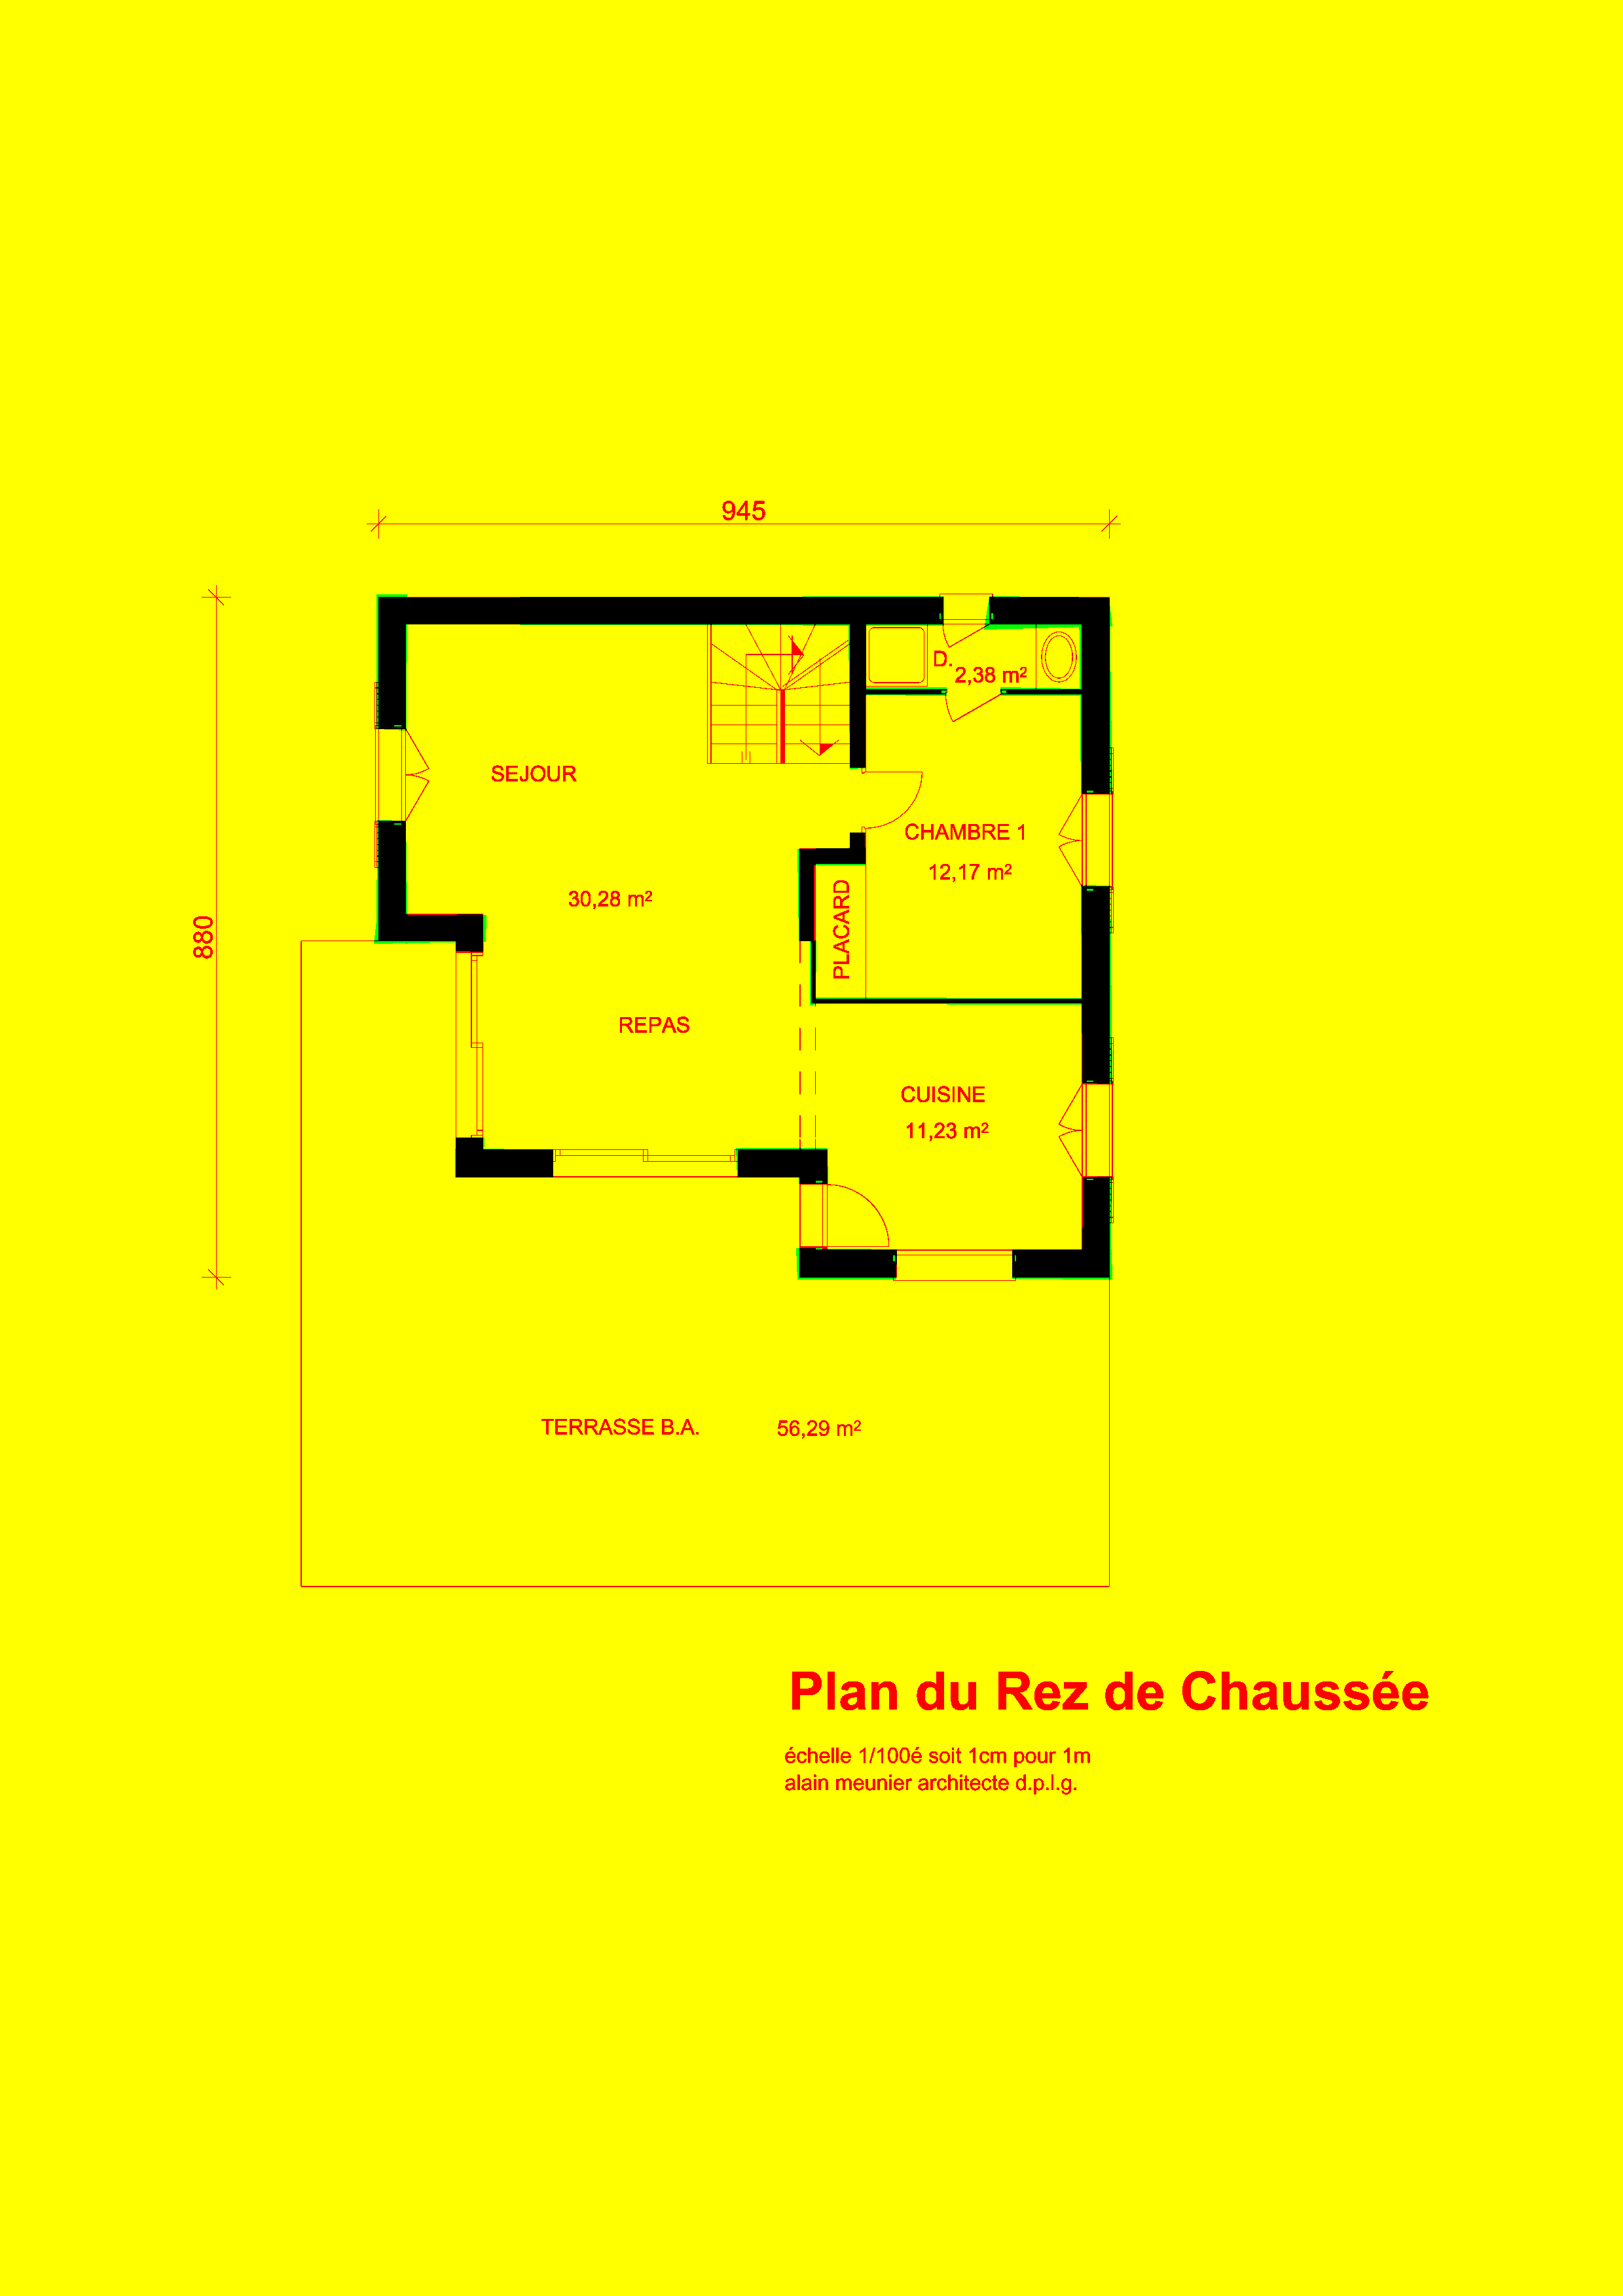 945
D.
2,38 m²
SEJOUR
CHAMBRE 1
12,17 m²
30,28 m²
PLACARD
880
REPAS
CUISINE
11,23 m²
TERRASSE B.A. 56,29 m²
Plan du Rez de Chaussée
échelle 1/100é soit 1cm pour 1m
alain meunier architecte d.p.l.g.